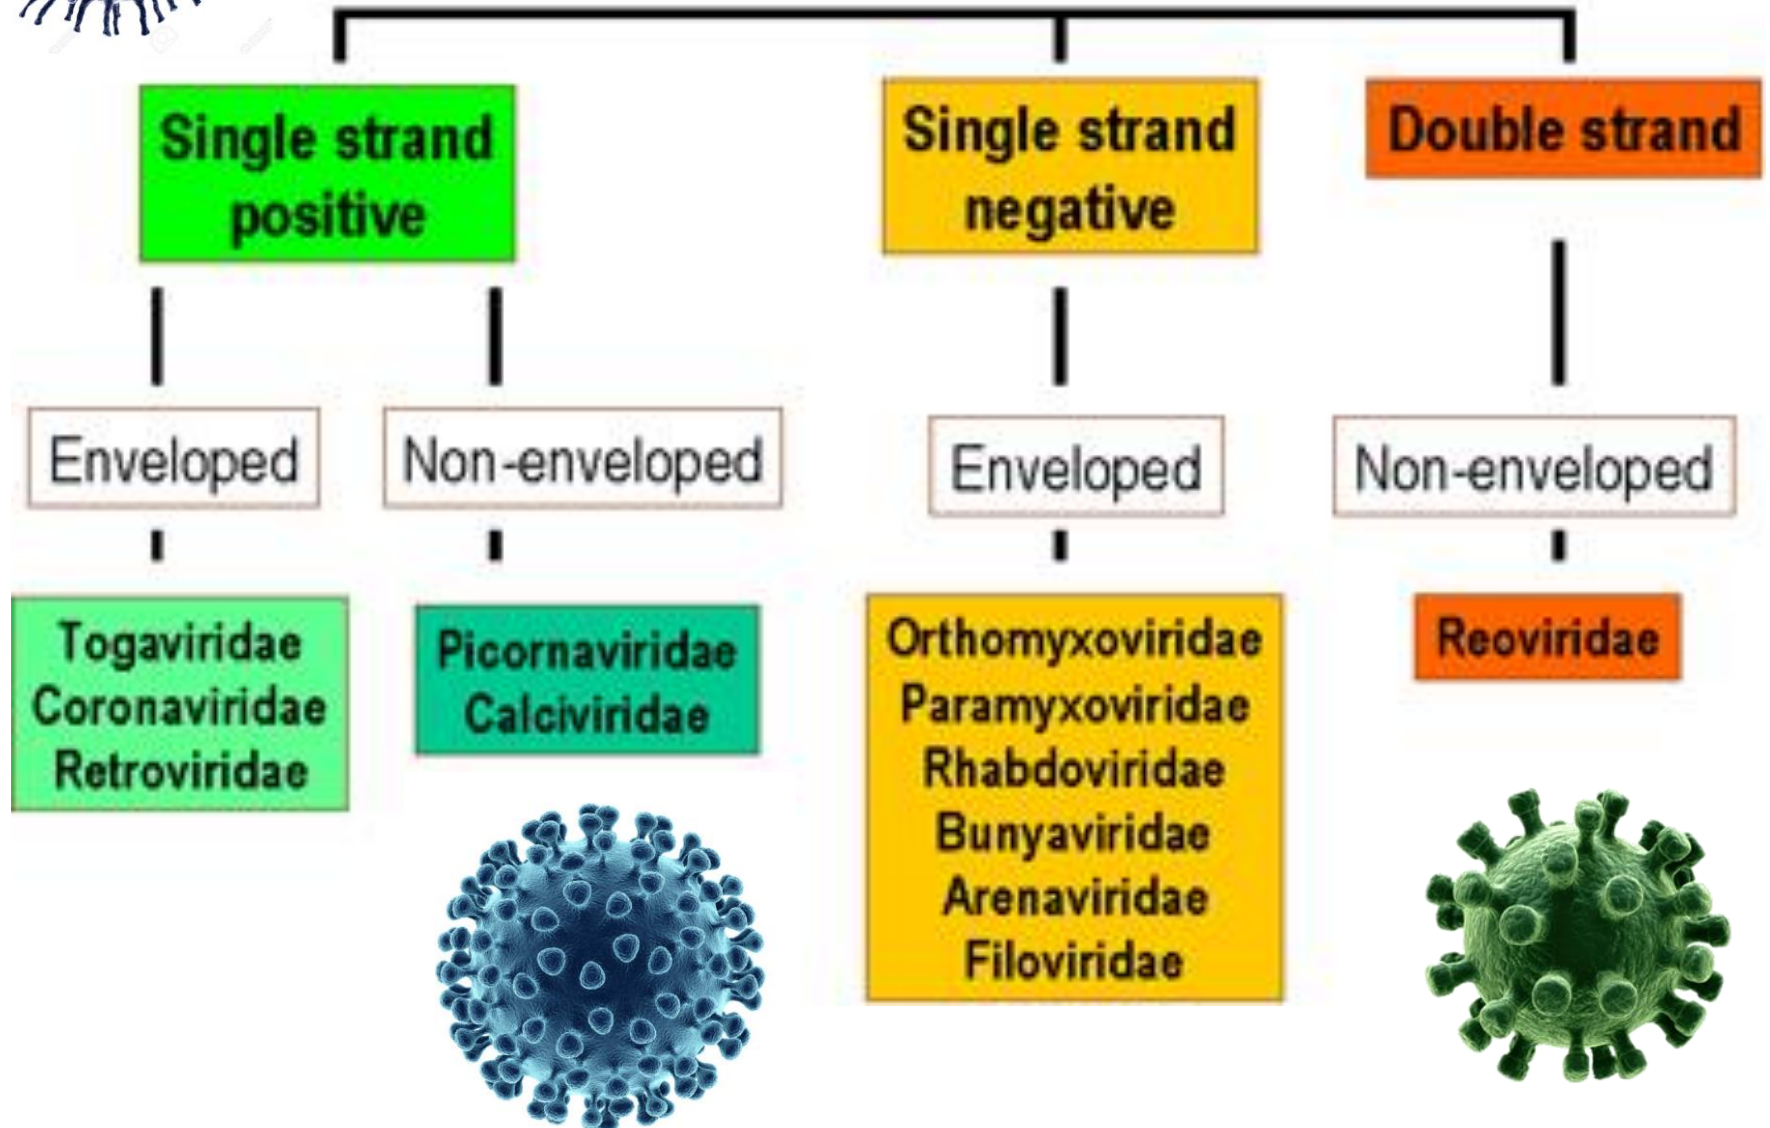 Single strand
positive
Single strand
negative
Double strand
Enveloped
Non-enveloped
Enveloped
Non-enveloped
Togaviridae
Coronaviridae
Retroviridae
Picornaviridae
Calciviridae
Orthomyxoviridae
Paramyxoviridae
Rhabdoviridae
Bunyaviridae
Arenaviridae
Filoviridae
Reoviridae